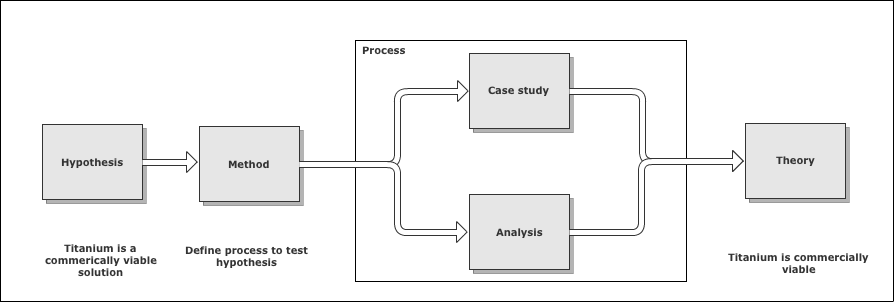 Process
Hypothesis
Method
Case study
Analysis
Theory
Titanium is a
commerically viable
solution
Define process to test
hypothesis
Titanium is commercially
viable